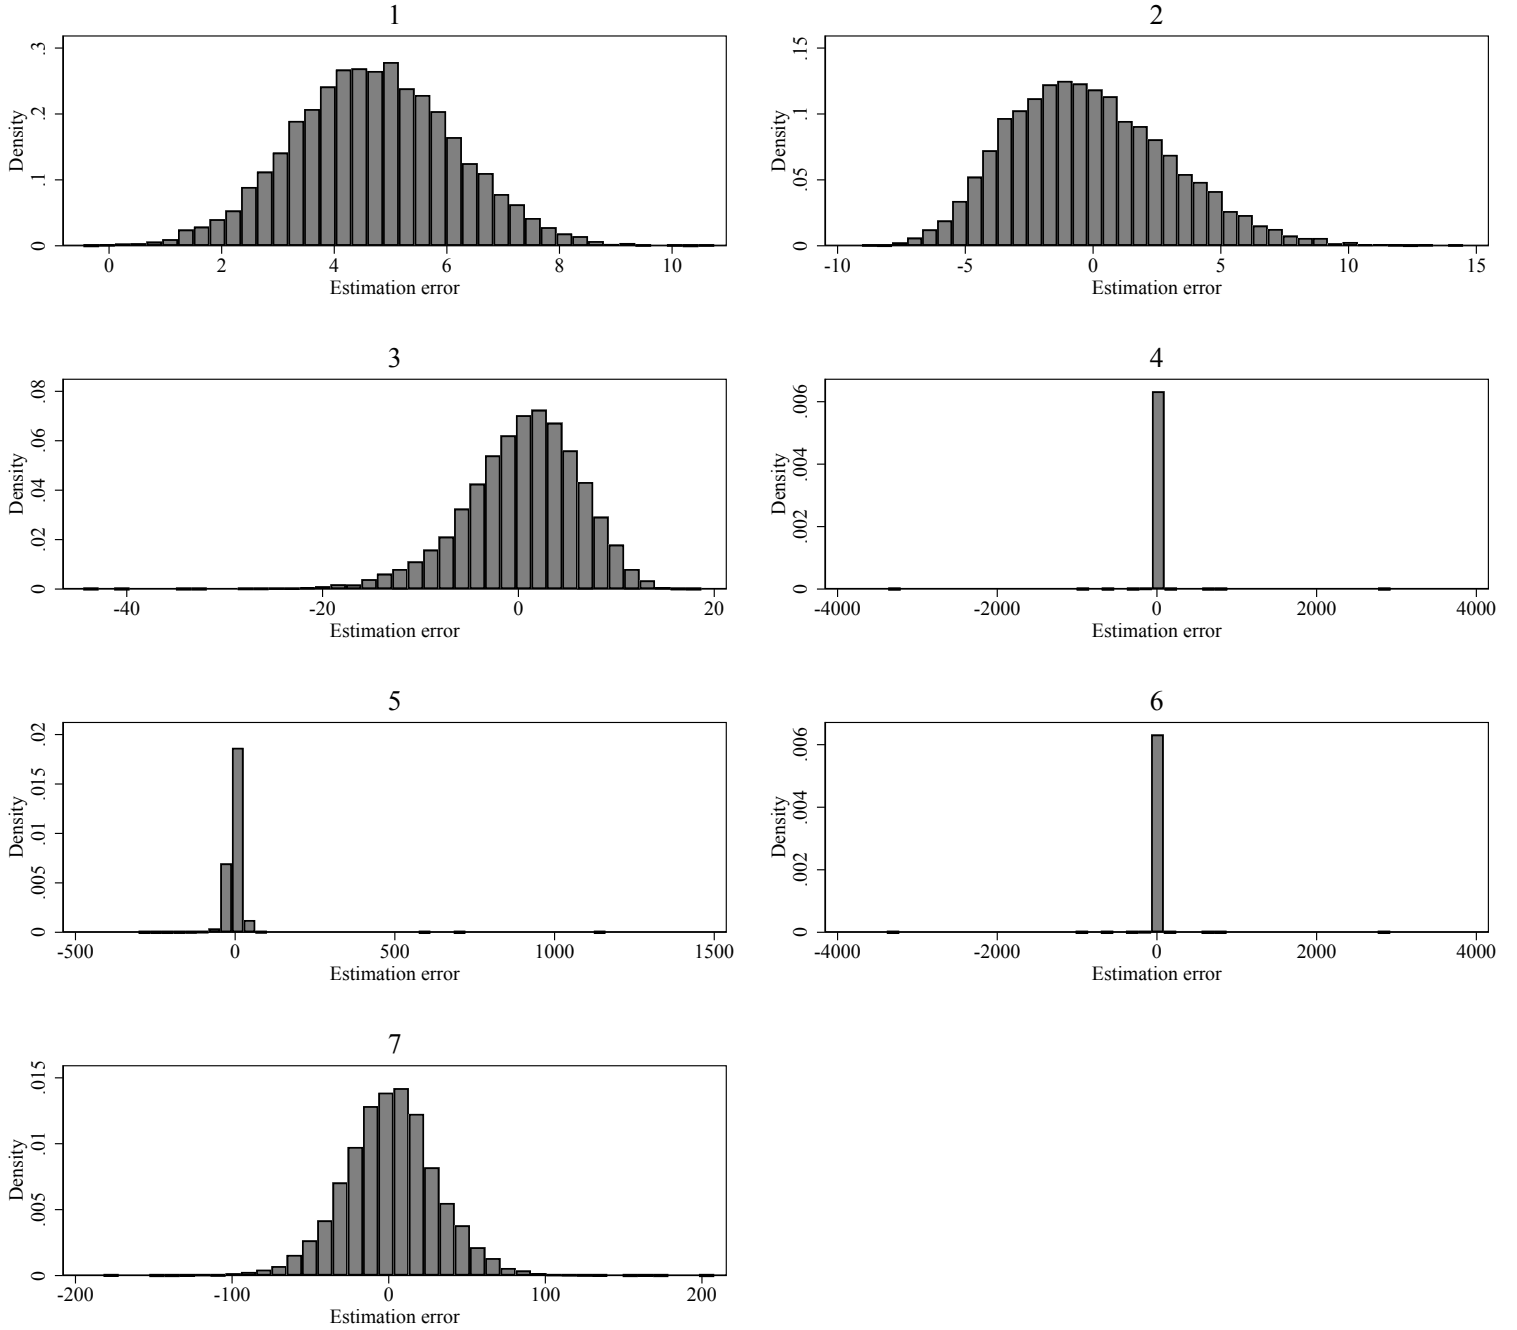 1
Density
.3
.2
.1
0
0 2 4 6 8 10
Estimation error
2
Density
.15
.1
.05
0
-10 -5 0 5 10 15
Estimation error
3
Density
.08
.06
.04
.02
0
-40 -20 0 20
Estimation error
4
Density
.006
.004
.002
0
-4000 -2000 0 2000 4000
Estimation error
5
Density
.02
.015
.01
.005
0
-500 0 500 1000 1500
Estimation error
6
Density
.006
.004
.002
0
-4000 -2000 0 2000 4000
Estimation error
7
Density
.015
.01
.005
0
-200 -100 0 100 200
Estimation error